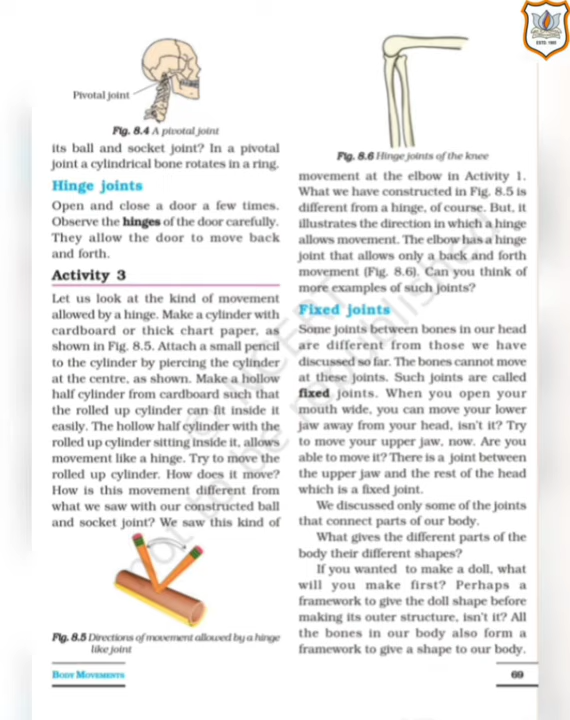 Pivotal joint
Fig. 8.4 A pivotal joint
its ball and socket joint? In a pivotal
joint a cylindrical bone rotates in a ring.
Hinge joints
Open and close a door a few times.
Observe the hinges of the door carefully.
They allow the door to move back
and forth.
Activity 3
Let us look at the kind of movement
allowed by a hinge. Make a cylinder with
cardboard or thick chart paper, as
shown in Fig. 8.5. Attach a small pencil
to the cylinder by piercing the cylinder
at the centre, as shown. Make a hollow
half cylinder from cardboard such that
the rolled up cylinder can fit inside it
easily. The hollow half cylinder with the
rolled up cylinder sitting inside it, allows
movement like a hinge. Try to move the
rolled up cylinder. How does it move?
How is this movement different from
what we saw with our constructed ball
and socket joint? We saw this kind of
Fig. 8.5 Directions of movement allowed by a hinge
like joint
Fig. 8.6 Hinge joints of the knee
movement at the elbow in Activity 1.
What we have constructed in Fig. 8.5 is
different from a hinge, of course. But, it
illustrates the direction in which a hinge
allows movement. The elbow has a hinge
joint that allows only a back and forth
movement (Fig. 8.6). Can you think of
more examples of such joints?
Fixed joints
Some joints between bones in our head
are different from those we have
discussed so far. The bones cannot move
at these joints. Such joints are called
fixed joints. When you open your
mouth wide, you can move your lower
jaw away from your head, isn't it? Try
to move your upper jaw, now. Are you
able to move it? There is a joint between
the upper jaw and the rest of the head
which is a fixed joint.
We discussed only some of the joints
that connect parts of our body.
What gives the different parts of the
body their different shapes?
If you wanted to make a doll, what
will you make first? Perhaps a
framework to give the doll shape before
making its outer structure, isn't it? All
the bones in our body also form a
framework to give a shape to our body.
BODY MOVEMENTS
69
not to be republished